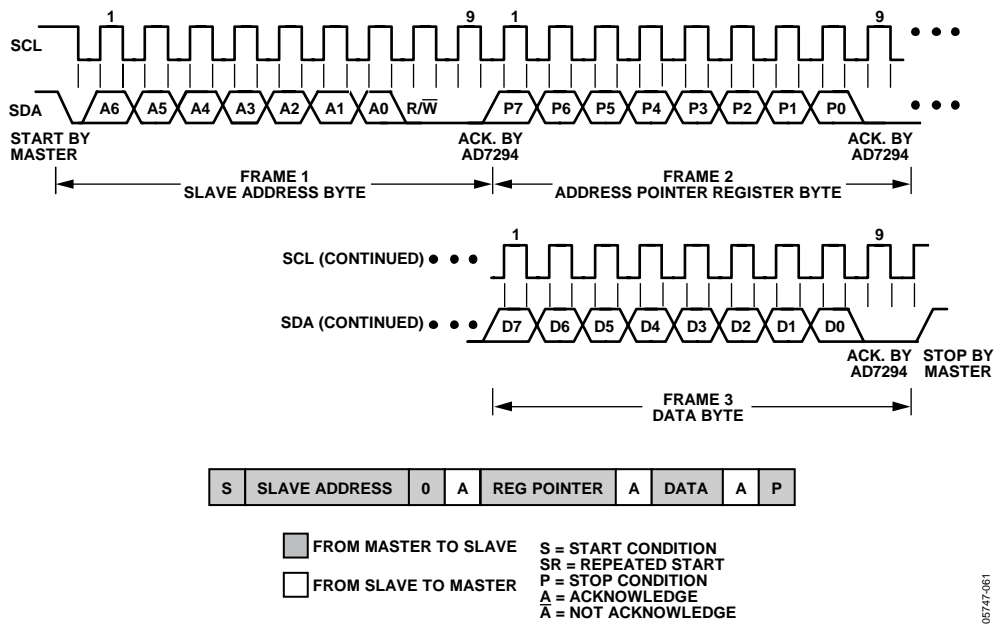 1 9 1 9
SCL
SDA A6 A5 A4 A3 A2 A1 A0 R/W̅ P7 P6 P5 P4 P3 P2 P1 P0
START BY MASTER
ACK. BY AD7294
ACK. BY AD7294
FRAME 1
SLAVE ADDRESS BYTE
FRAME 2
ADDRESS POINTER REGISTER BYTE
1 9
SCL (CONTINUED)
SDA (CONTINUED) D7 D6 D5 D4 D3 D2 D1 D0
ACK. BY AD7294
STOP BY MASTER
FRAME 3
DATA BYTE
S SLAVE ADDRESS 0 A REG POINTER A DATA A P
FROM MASTER TO SLAVE
FROM SLAVE TO MASTER
S = START CONDITION
SR = REPEATED START
P = STOP CONDITION
A = ACKNOWLEDGE
A̅ = NOT ACKNOWLEDGE
05747-061